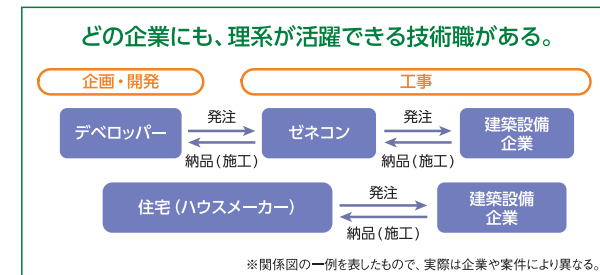 どの企業にも、理系が活躍できる技術職がある。
企画・開発
工事
デベロッパー
発注
納品(施工)
ゼネコン
発注
納品(施工)
建築設備
企業
住宅(ハウスメーカー)
発注
納品(施工)
建築設備
企業
※関係図の一例を表したもので、実際は企業や案件により異なる。